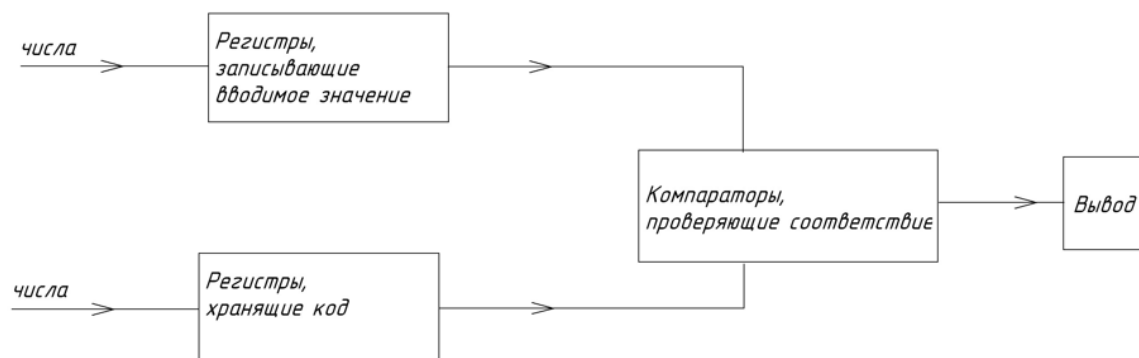 числа
Регистры,
записывающие
вводимое значение
Компараторы,
проверяющие соответствие
Вывод
числа
Регистры,
хранящие код